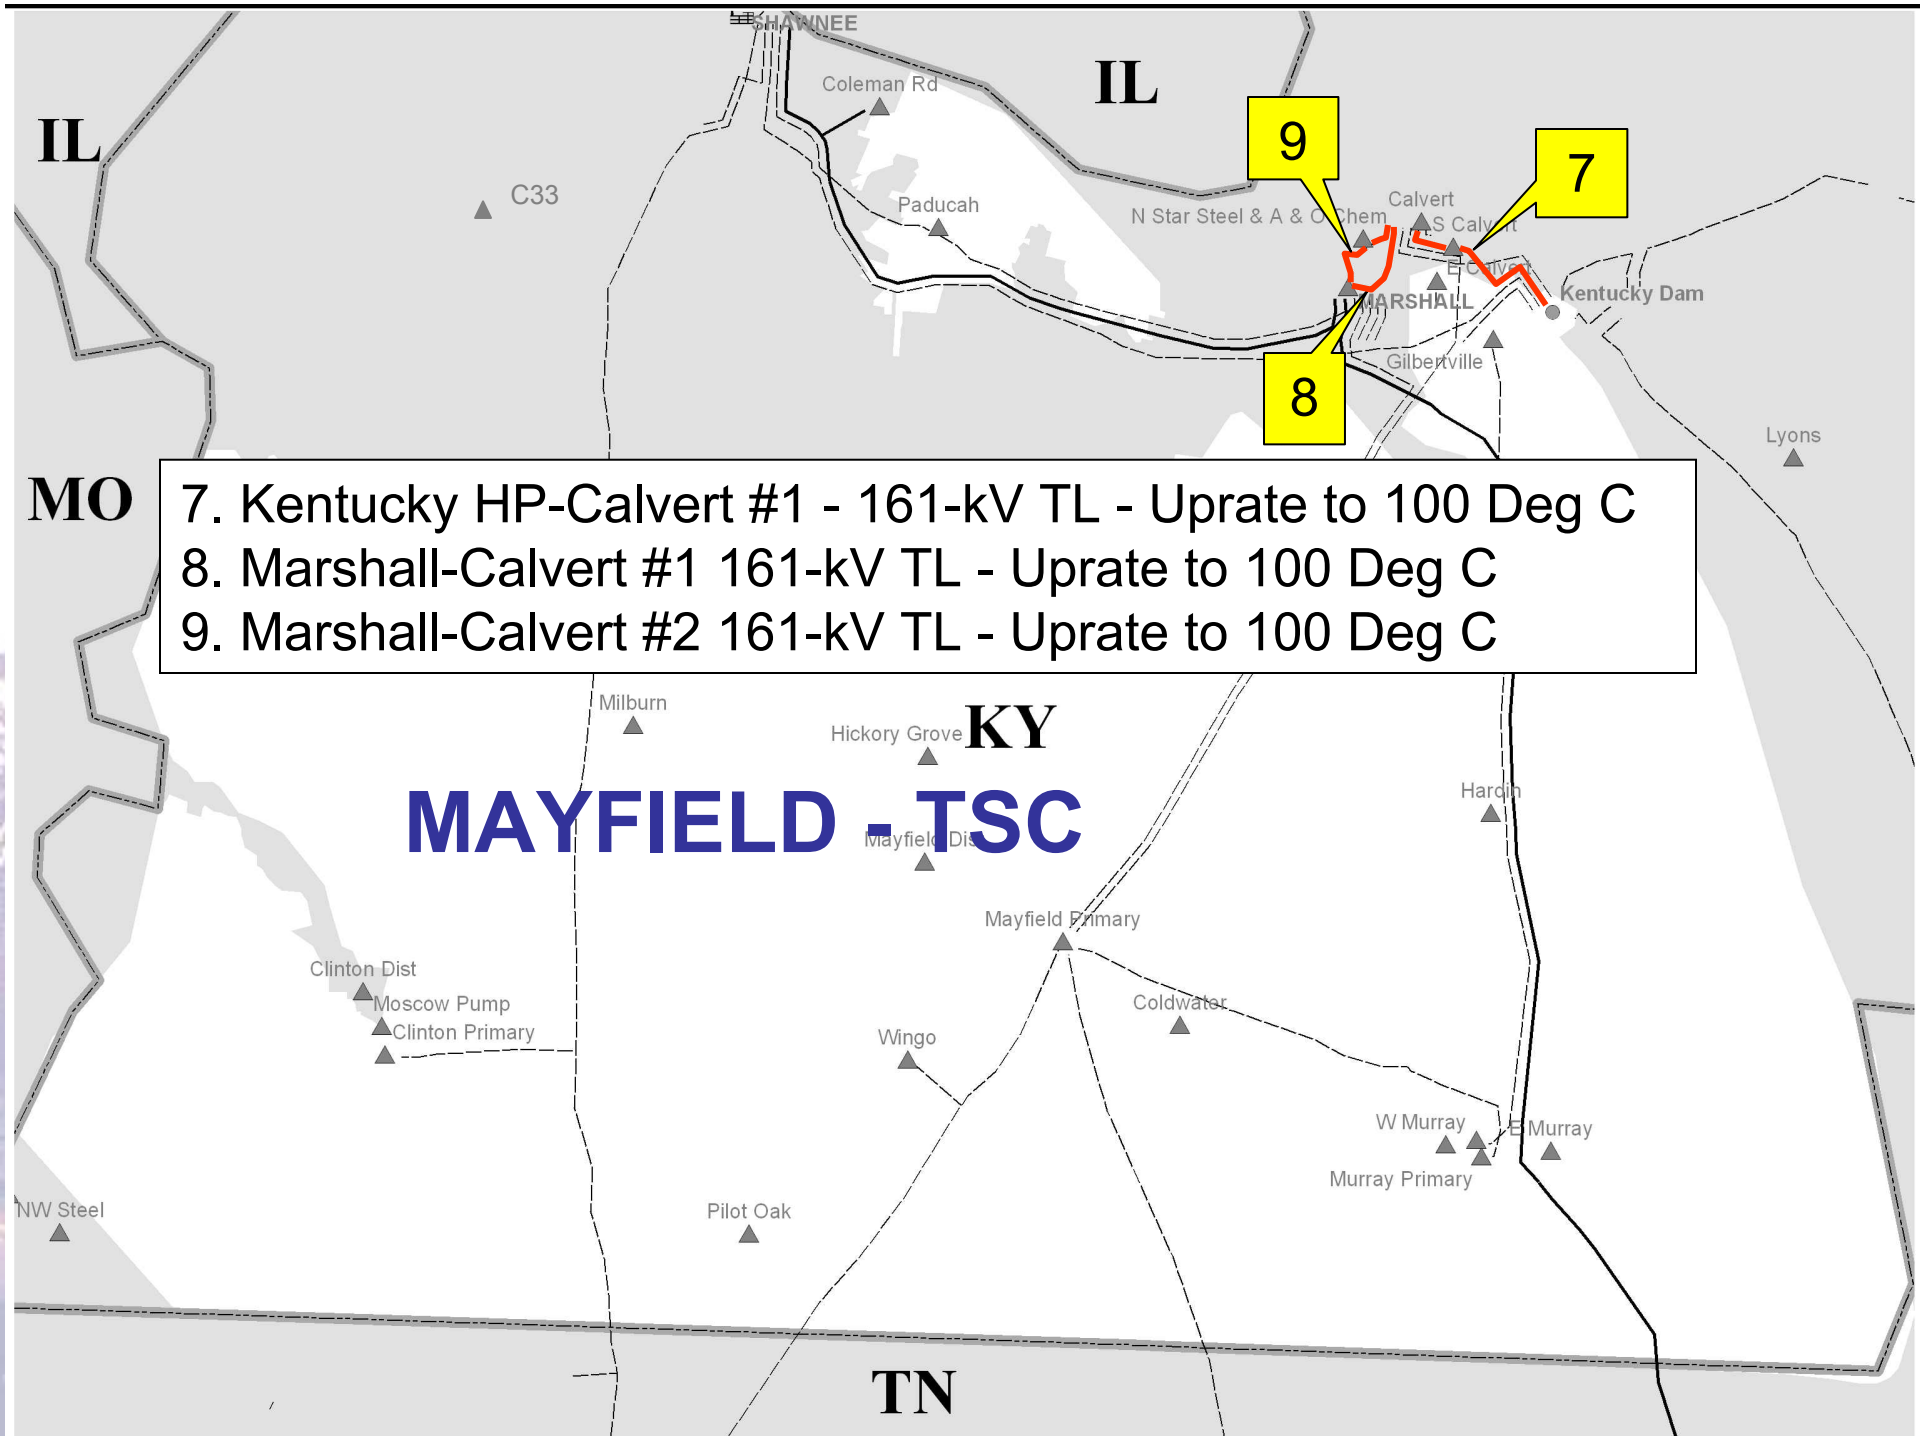 SHAWNEE
IL
Coleman Rd
IL
9
7
C33
Paducah
Calvert
N Star Steel & A & O Chem
S Calvert
E Calvert
Kentucky Dam
MARSHALL
Gilbertville
8
Lyons
MO
7. Kentucky HP-Calvert #1 - 161-kV TL - Uprate to 100 Deg C
8. Marshall-Calvert #1 161-kV TL - Uprate to 100 Deg C
9. Marshall-Calvert #2 161-kV TL - Uprate to 100 Deg C
Milburn
Hickory Grove
KY
Hardin
MAYFIELD - TSC
Mayfield Dist
Mayfield Primary
Clinton Dist
Moscow Pump
Coldwater
Clinton Primary
Wingo
W Murray
E Murray
Murray Primary
NW Steel
Pilot Oak
TN